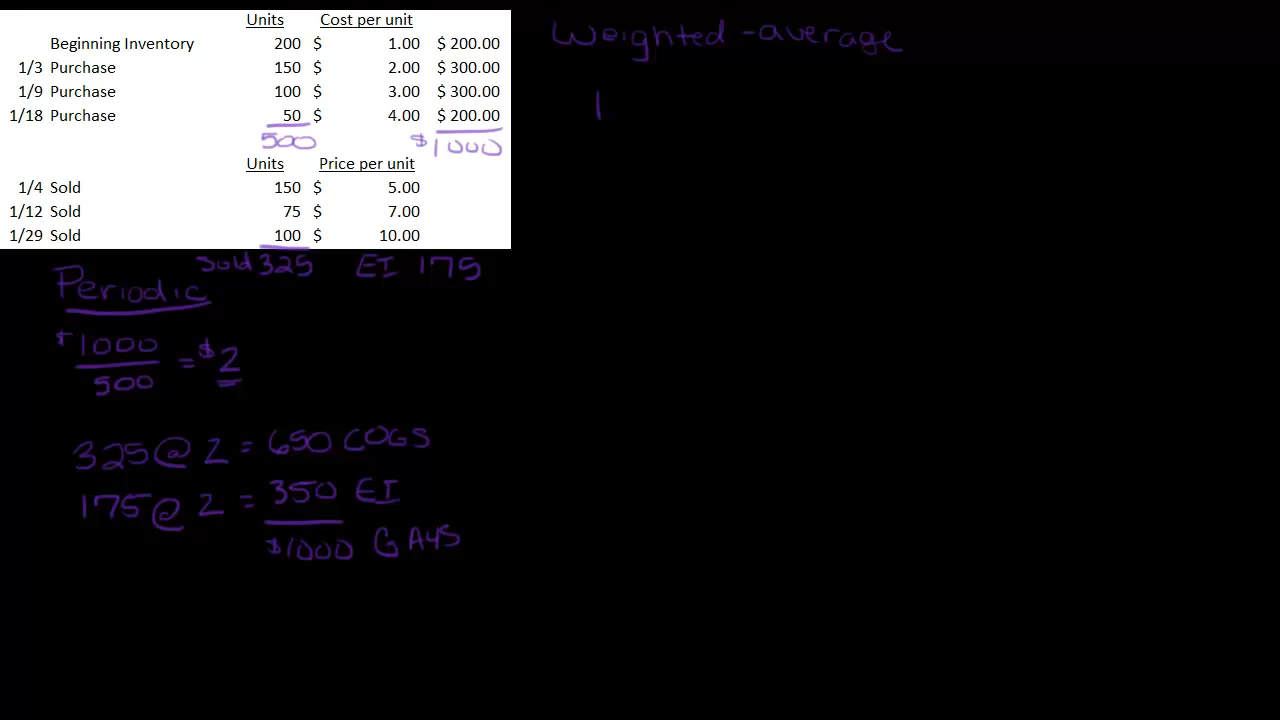 Units Cost per unit
Beginning Inventory 200 $ 1.00 $ 200.00
1/3 Purchase 150 $ 2.00 $ 300.00
1/9 Purchase 100 $ 3.00 $ 300.00
1/18 Purchase 50 $ 4.00 $ 200.00
500 $1000
Units Price per unit
1/4 Sold 150 $ 5.00
1/12 Sold 75 $ 7.00
1/29 Sold 100 $ 10.00
Sold 325 EI 175
Periodic
$1000
500
= $2
325 @ 2 = 650 COGS
175 @ 2 = 350 EI
$1000 GA4S
Weighted-average
1